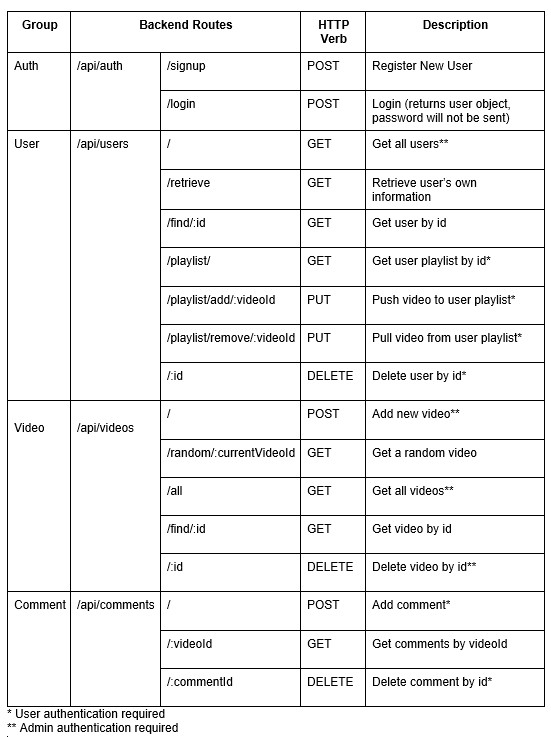 Group Backend Routes HTTP Verb Description
Auth /api/auth /signup POST Register New User
/login POST Login (returns user object,
password will not be sent)
User /api/users / GET Get all users**
/retrieve GET Retrieve user's own
information
/find/:id GET Get user by id
/playlist/ GET Get user playlist by id*
/playlist/add/:videoId PUT Push video to user playlist*
/playlist/remove/:videoId PUT Pull video from user playlist*
/:id DELETE Delete user by id*
Video /api/videos / POST Add new video**
/random/:currentVideoId GET Get a random video
/all GET Get all videos**
/find/:id GET Get video by id
/:id DELETE Delete video by id**
Comment /api/comments / POST Add comment*
/:videoId GET Get comments by videoId
/:commentId DELETE Delete comment by id*
* User authentication required
** Admin authentication required